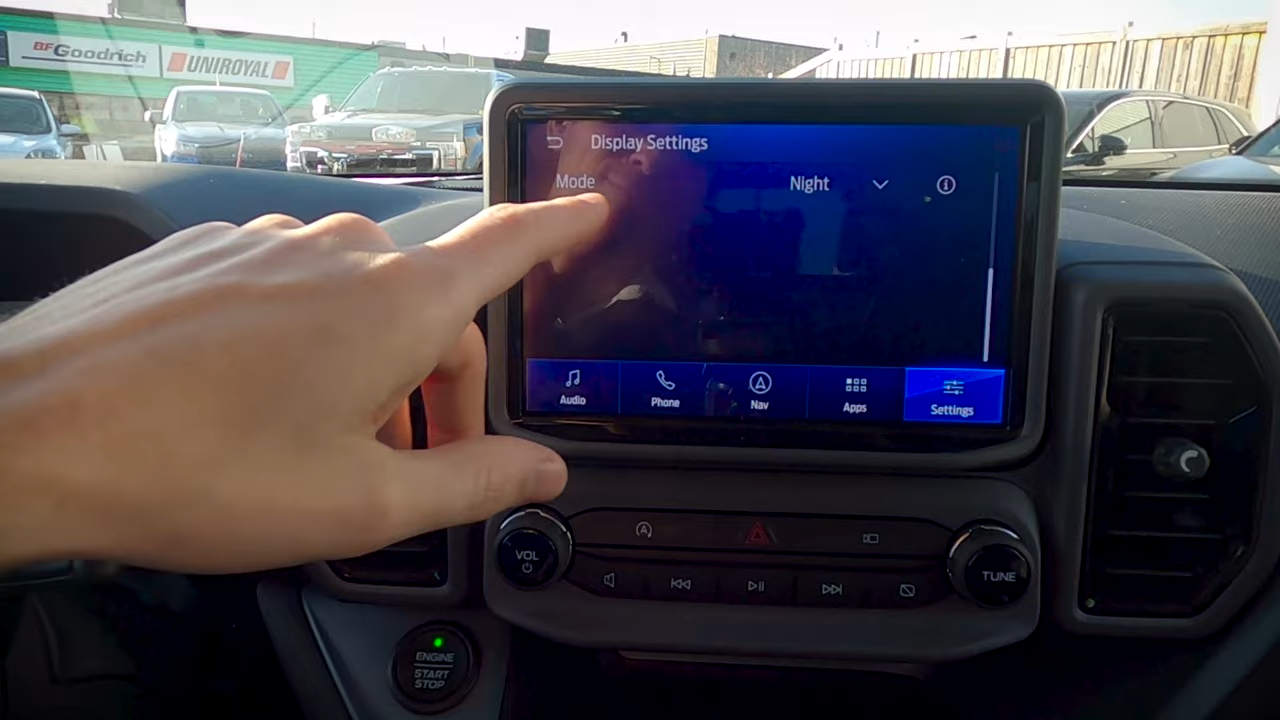 BFGoodrich
UNIROYAL
Display Settings
Mode
Night
Audio
Phone
Nav
Apps
Settings
VOL
TUNE
ENGINE
START
STOP